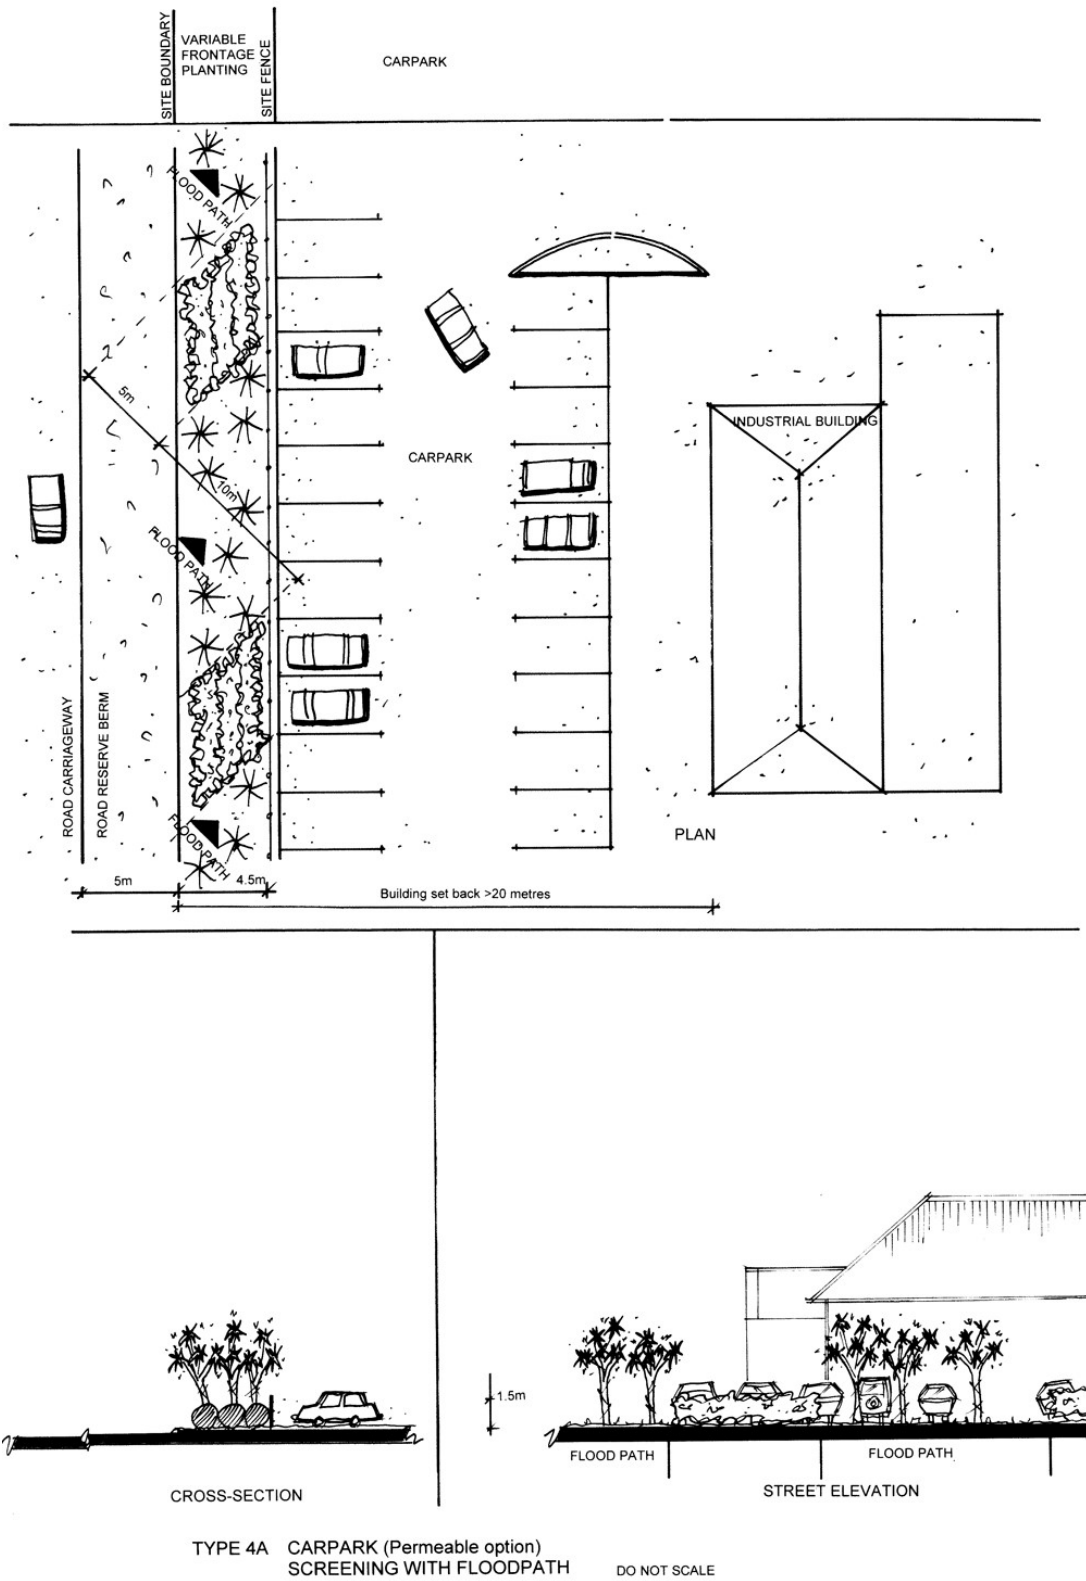 SITE BOUNDARY
VARIABLE
FRONTAGE
PLANTING
SITE FENCE
CARPARK
FLOOD PATH
5m
10m
CARPARK
INDUSTRIAL BUILDING
FLOOD PATH
ROAD CARRIAGEWAY
ROAD RESERVE BERM
FLOOD PATH
PLAN
5m
4.5m
Building set back >20 metres
1.5m
FLOOD PATH
FLOOD PATH
CROSS-SECTION
STREET ELEVATION
TYPE 4A CARPARK (Permeable option)
SCREENING WITH FLOODPATH
DO NOT SCALE